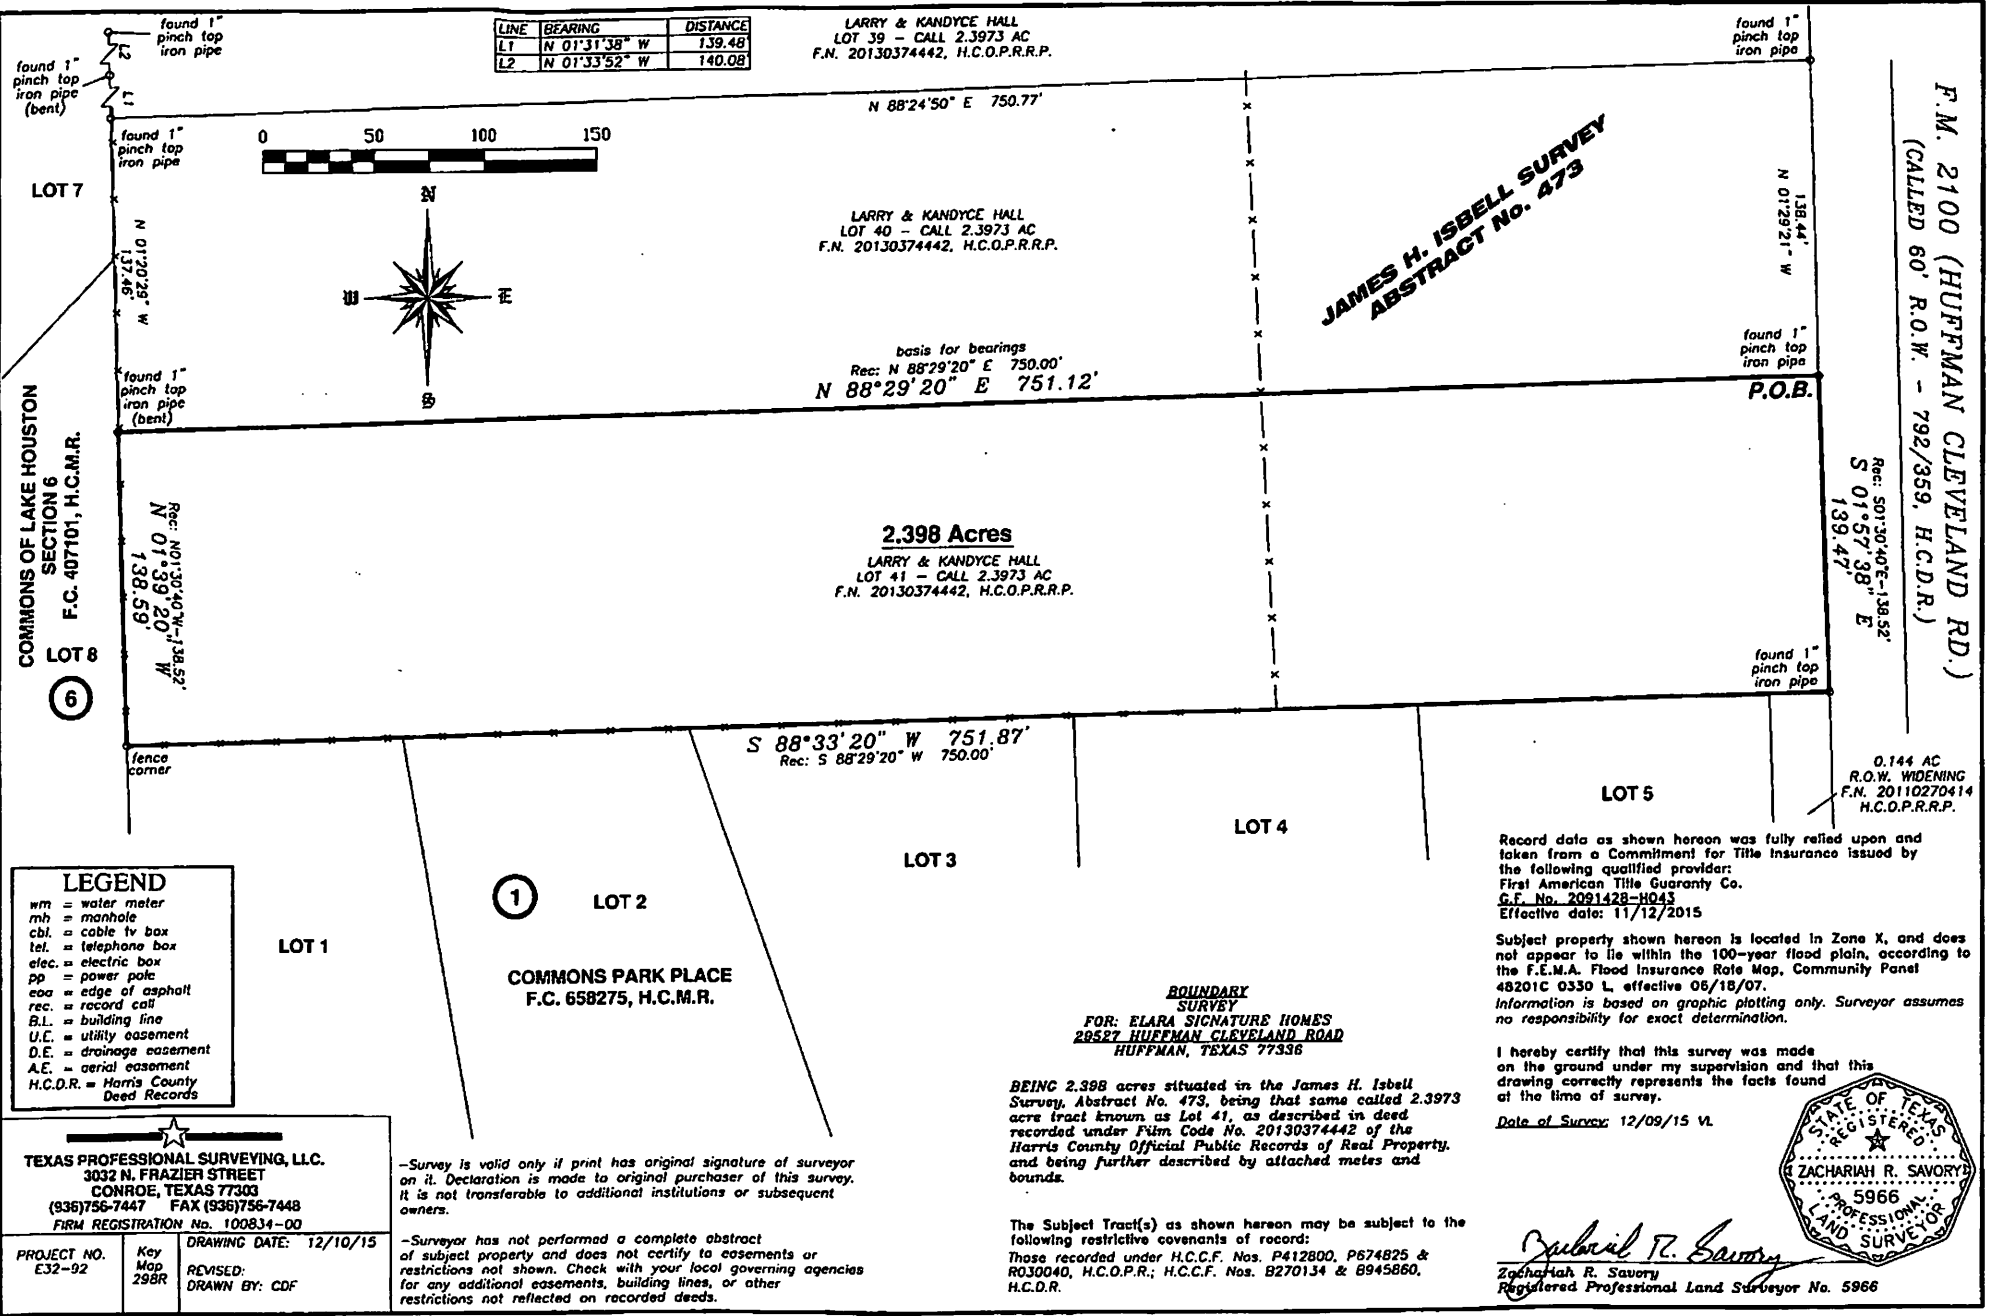 found 1"
pinch top
iron pipe
L2
found 1"
pinch top
iron pipe
(bent)
L1
LINE BEARING DISTANCE
L1 N 01°31'38" W 139.48'
L2 N 01°33'52" W 140.08'
LARRY & KANDYCE HALL
LOT 39 – CALL 2.3973 AC
F.N. 20130374442, H.C.O.P.R.R.P.
found 1"
pinch top
iron pipe
N 88°24'50" E 750.77'
found 1"
pinch top
iron pipe
0 50 100 150
LOT 7
N 01°20'29" W
137.46'
N
W E
S
LARRY & KANDYCE HALL
LOT 40 – CALL 2.3973 AC
F.N. 20130374442, H.C.O.P.R.R.P.
JAMES H. ISBELL SURVEY
ABSTRACT No. 473
138.44'
N 01°29'21" W
F.M. 2100 (HUFFMAN CLEVELAND RD.)
(CALLED 60' R.O.W. – 792/359, H.C.D.R.)
found 1"
pinch top
iron pipe
(bent)
basis for bearings
Rec: N 88°29'20" E 750.00'
N 88°29'20" E 751.12'
found 1"
pinch top
iron pipe
P.O.B.
COMMONS OF LAKE HOUSTON
SECTION 6
F.C. 407101, H.C.M.R.
LOT 8
6
Rec: N01°30'40"W–138.52'
N 01°39'20" W
138.59'
2.398 Acres
LARRY & KANDYCE HALL
LOT 41 – CALL 2.3973 AC
F.N. 20130374442, H.C.O.P.R.R.P.
Rec: S01°30'40"E–138.52'
S 01°57'38" E
139.47'
found 1"
pinch top
iron pipe
fence
corner
S 88°33'20" W 751.87'
Rec: S 88°29'20" W 750.00'
0.144 AC
R.O.W. WIDENING
F.N. 20110270414
H.C.O.P.R.R.P.
LOT 5
LOT 4
LOT 3
1
LOT 2
LOT 1
COMMONS PARK PLACE
F.C. 658275, H.C.M.R.
LEGEND
wm = water meter
mh = manhole
cbl. = cable tv box
tel. = telephone box
elec. = electric box
pp = power pole
eoa = edge of asphalt
rec. = record call
B.L. = building line
U.E. = utility easement
D.E. = drainage easement
A.E. = aerial easement
H.C.D.R. = Harris County
Deed Records
TEXAS PROFESSIONAL SURVEYING, LLC.
3032 N. FRAZIER STREET
CONROE, TEXAS 77303
(936)756-7447 FAX (936)756-7448
FIRM REGISTRATION No. 100834-00
PROJECT NO.
E32-92
Key
Map
298R
DRAWING DATE: 12/10/15
REVISED:
DRAWN BY: CDF
–Survey is valid only if print has original signature of surveyor
on it. Declaration is made to original purchaser of this survey.
It is not transferable to additional institutions or subsequent
owners.
–Surveyor has not performed a complete abstract
of subject property and does not certify to easements or
restrictions not shown. Check with your local governing agencies
for any additional easements, building lines, or other
restrictions not reflected on recorded deeds.
BOUNDARY
SURVEY
FOR: ELARA SIGNATURE HOMES
29527 HUFFMAN CLEVELAND ROAD
HUFFMAN, TEXAS 77336
BEING 2.398 acres situated in the James H. Isbell
Survey, Abstract No. 473, being that same called 2.3973
acre tract known as Lot 41, as described in deed
recorded under Film Code No. 20130374442 of the
Harris County Official Public Records of Real Property,
and being further described by attached metes and
bounds.
The Subject Tract(s) as shown hereon may be subject to the
following restrictive covenants of record:
Those recorded under H.C.C.F. Nos. P412800, P674825 &
R030040, H.C.O.P.R.; H.C.C.F. Nos. B270134 & B945860,
H.C.D.R.
Record data as shown hereon was fully relied upon and
taken from a Commitment for Title Insurance issued by
the following qualified provider:
First American Title Guaranty Co.
G.F. No. 2091428-HO43
Effective date: 11/12/2015
Subject property shown hereon is located in Zone X, and does
not appear to lie within the 100-year flood plain, according to
the F.E.M.A. Flood Insurance Rate Map, Community Panel
48201C 0330 L, effective 06/18/07.
Information is based on graphic plotting only. Surveyor assumes
no responsibility for exact determination.
I hereby certify that this survey was made
on the ground under my supervision and that this
drawing correctly represents the facts found
at the time of survey.
Date of Survey: 12/09/15 VL
STATE OF TEXAS
REGISTERED
ZACHARIAH R. SAVORY
5966
PROFESSIONAL
LAND SURVEYOR
Zachariah R. Savory
Zachariah R. Savory
Registered Professional Land Surveyor No. 5966